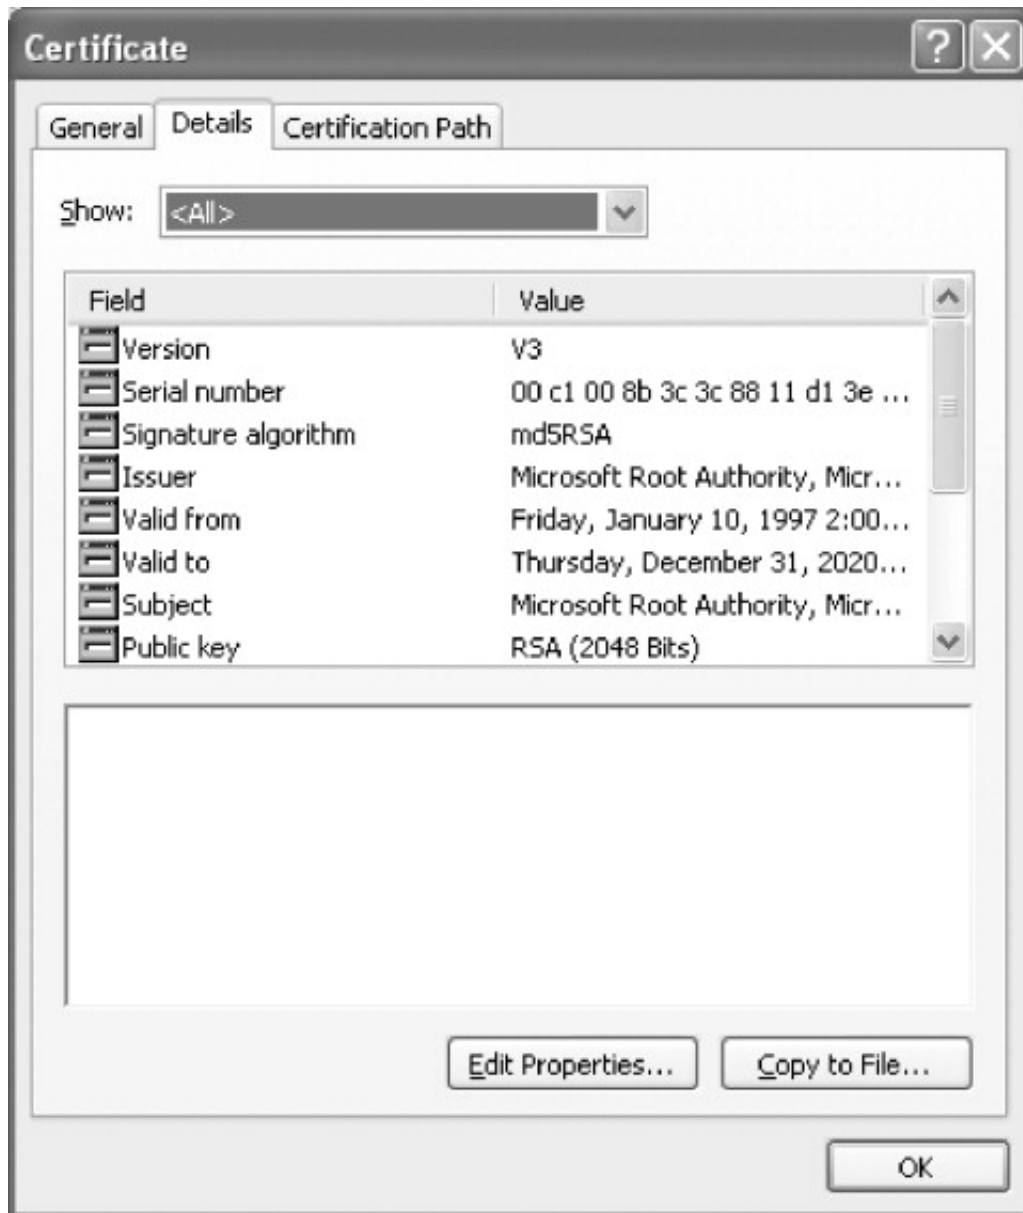 Certificate
General Details Certification Path
Show: <All>
Field Value
Version V3
Serial number 00 c1 00 8b 3c 3c 88 11 d1 3e ...
Signature algorithm md5RSA
Issuer Microsoft Root Authority, Micr...
Valid from Friday, January 10, 1997 2:00...
Valid to Thursday, December 31, 2020...
Subject Microsoft Root Authority, Micr...
Public key RSA (2048 Bits)
Edit Properties... Copy to File...
OK